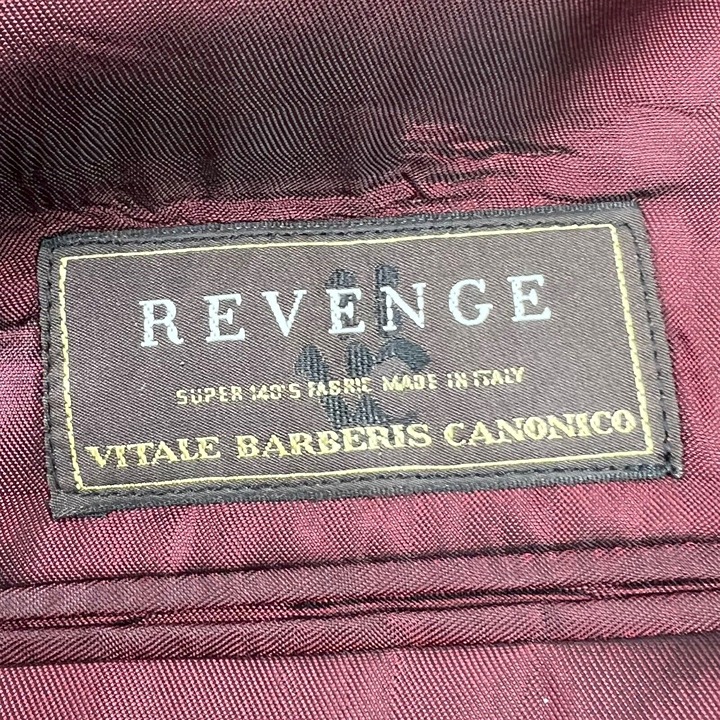 REVENGE
SUPER 140'S FABRIC MADE IN ITALY
VITALE BARBERIS CANONICO